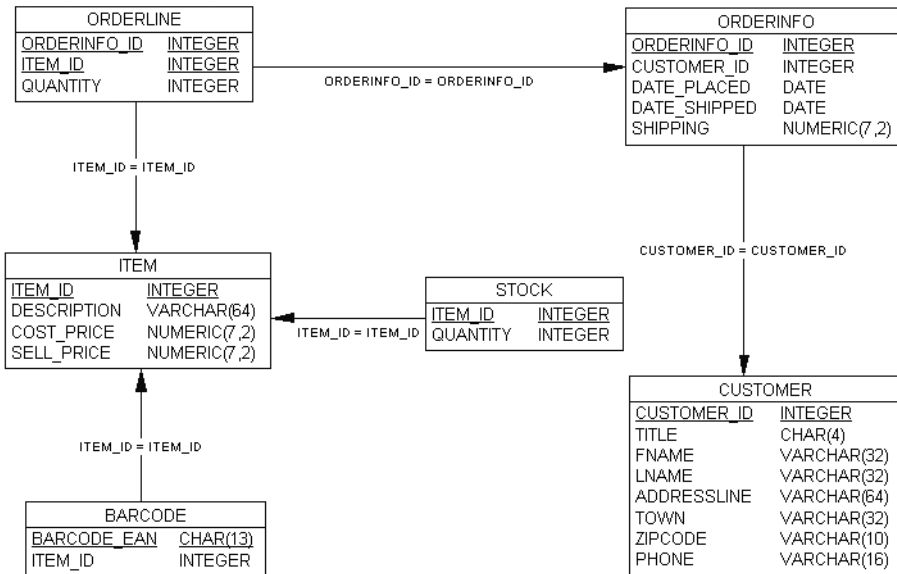 ORDERLINE
ORDERINFO_ID INTEGER
ITEM_ID INTEGER
QUANTITY INTEGER
ORDERINFO_ID = ORDERINFO_ID
ORDERINFO
ORDERINFO_ID INTEGER
CUSTOMER_ID INTEGER
DATE_PLACED DATE
DATE_SHIPPED DATE
SHIPPING NUMERIC(7,2)
ITEM_ID = ITEM_ID
CUSTOMER_ID = CUSTOMER_ID
ITEM
ITEM_ID INTEGER
DESCRIPTION VARCHAR(64)
COST_PRICE NUMERIC(7,2)
SELL_PRICE NUMERIC(7,2)
ITEM_ID = ITEM_ID
STOCK
ITEM_ID INTEGER
QUANTITY INTEGER
ITEM_ID = ITEM_ID
BARCODE
BARCODE_EAN CHAR(13)
ITEM_ID INTEGER
CUSTOMER
CUSTOMER_ID INTEGER
TITLE CHAR(4)
FNAME VARCHAR(32)
LNAME VARCHAR(32)
ADDRESSLINE VARCHAR(64)
TOWN VARCHAR(32)
ZIPCODE VARCHAR(10)
PHONE VARCHAR(16)